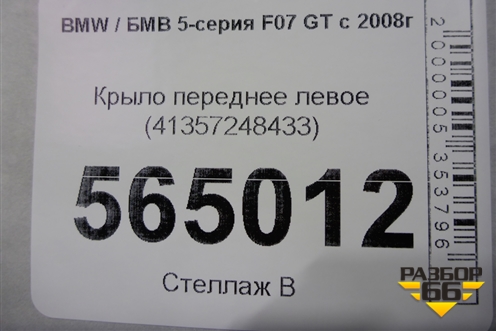 BMW / БМВ 5-серия F07 GT с 2008г
Крыло переднее левое
(41357248433)
565012
Стеллаж В
2000005353796
РАЗБОР
66